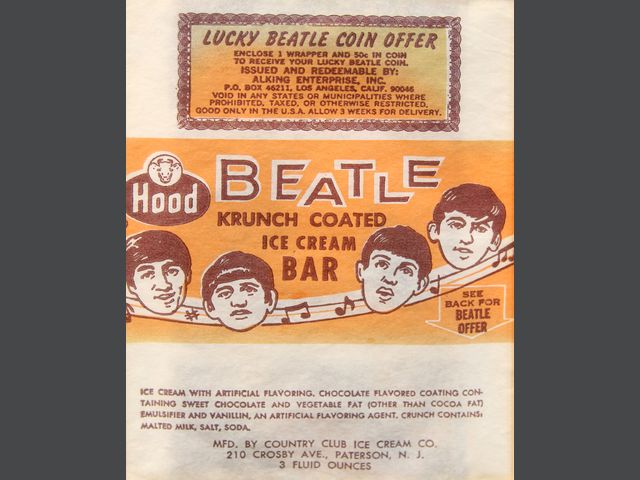 LUCKY BEATLE COIN OFFER
ENCLOSE 1 WRAPPER AND 50c IN COIN
TO RECEIVE YOUR LUCKY BEATLE COIN.
ISSUED AND REDEEMABLE BY:
ALKING ENTERPRISE, INC.
P.O. BOX 46211, LOS ANGELES, CALIF. 90046
VOID IN ANY STATES OR MUNICIPALITIES WHERE
PROHIBITED, TAXED, OR OTHERWISE RESTRICTED.
GOOD ONLY IN THE U.S.A. ALLOW 3 WEEKS FOR DELIVERY.
Hood
BEATLE
KRUNCH COATED
ICE CREAM
BAR
SEE
BACK FOR
BEATLE
OFFER
ICE CREAM WITH ARTIFICIAL FLAVORING. CHOCOLATE FLAVORED COATING CON-
TAINING SWEET CHOCOLATE AND VEGETABLE FAT (OTHER THAN COCOA FAT)
EMULSIFIER AND VANILLIN, AN ARTIFICIAL FLAVORING AGENT. CRUNCH CONTAINS:
MALTED MILK, SALT, SODA.
MFD. BY COUNTRY CLUB ICE CREAM CO.
210 CROSBY AVE., PATERSON, N. J.
3 FLUID OUNCES